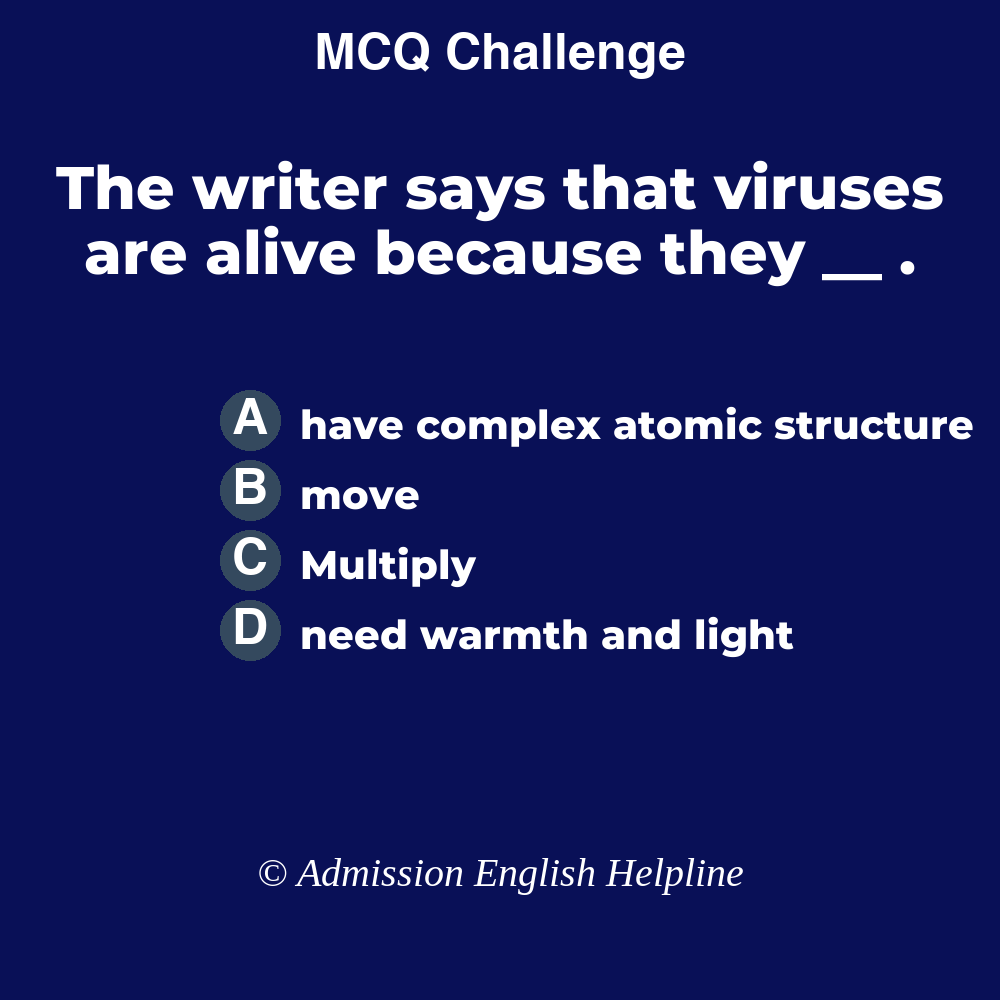 MCQ Challenge
The writer says that viruses
are alive because they __ .
A have complex atomic structure
B move
C Multiply
D need warmth and light
© Admission English Helpline